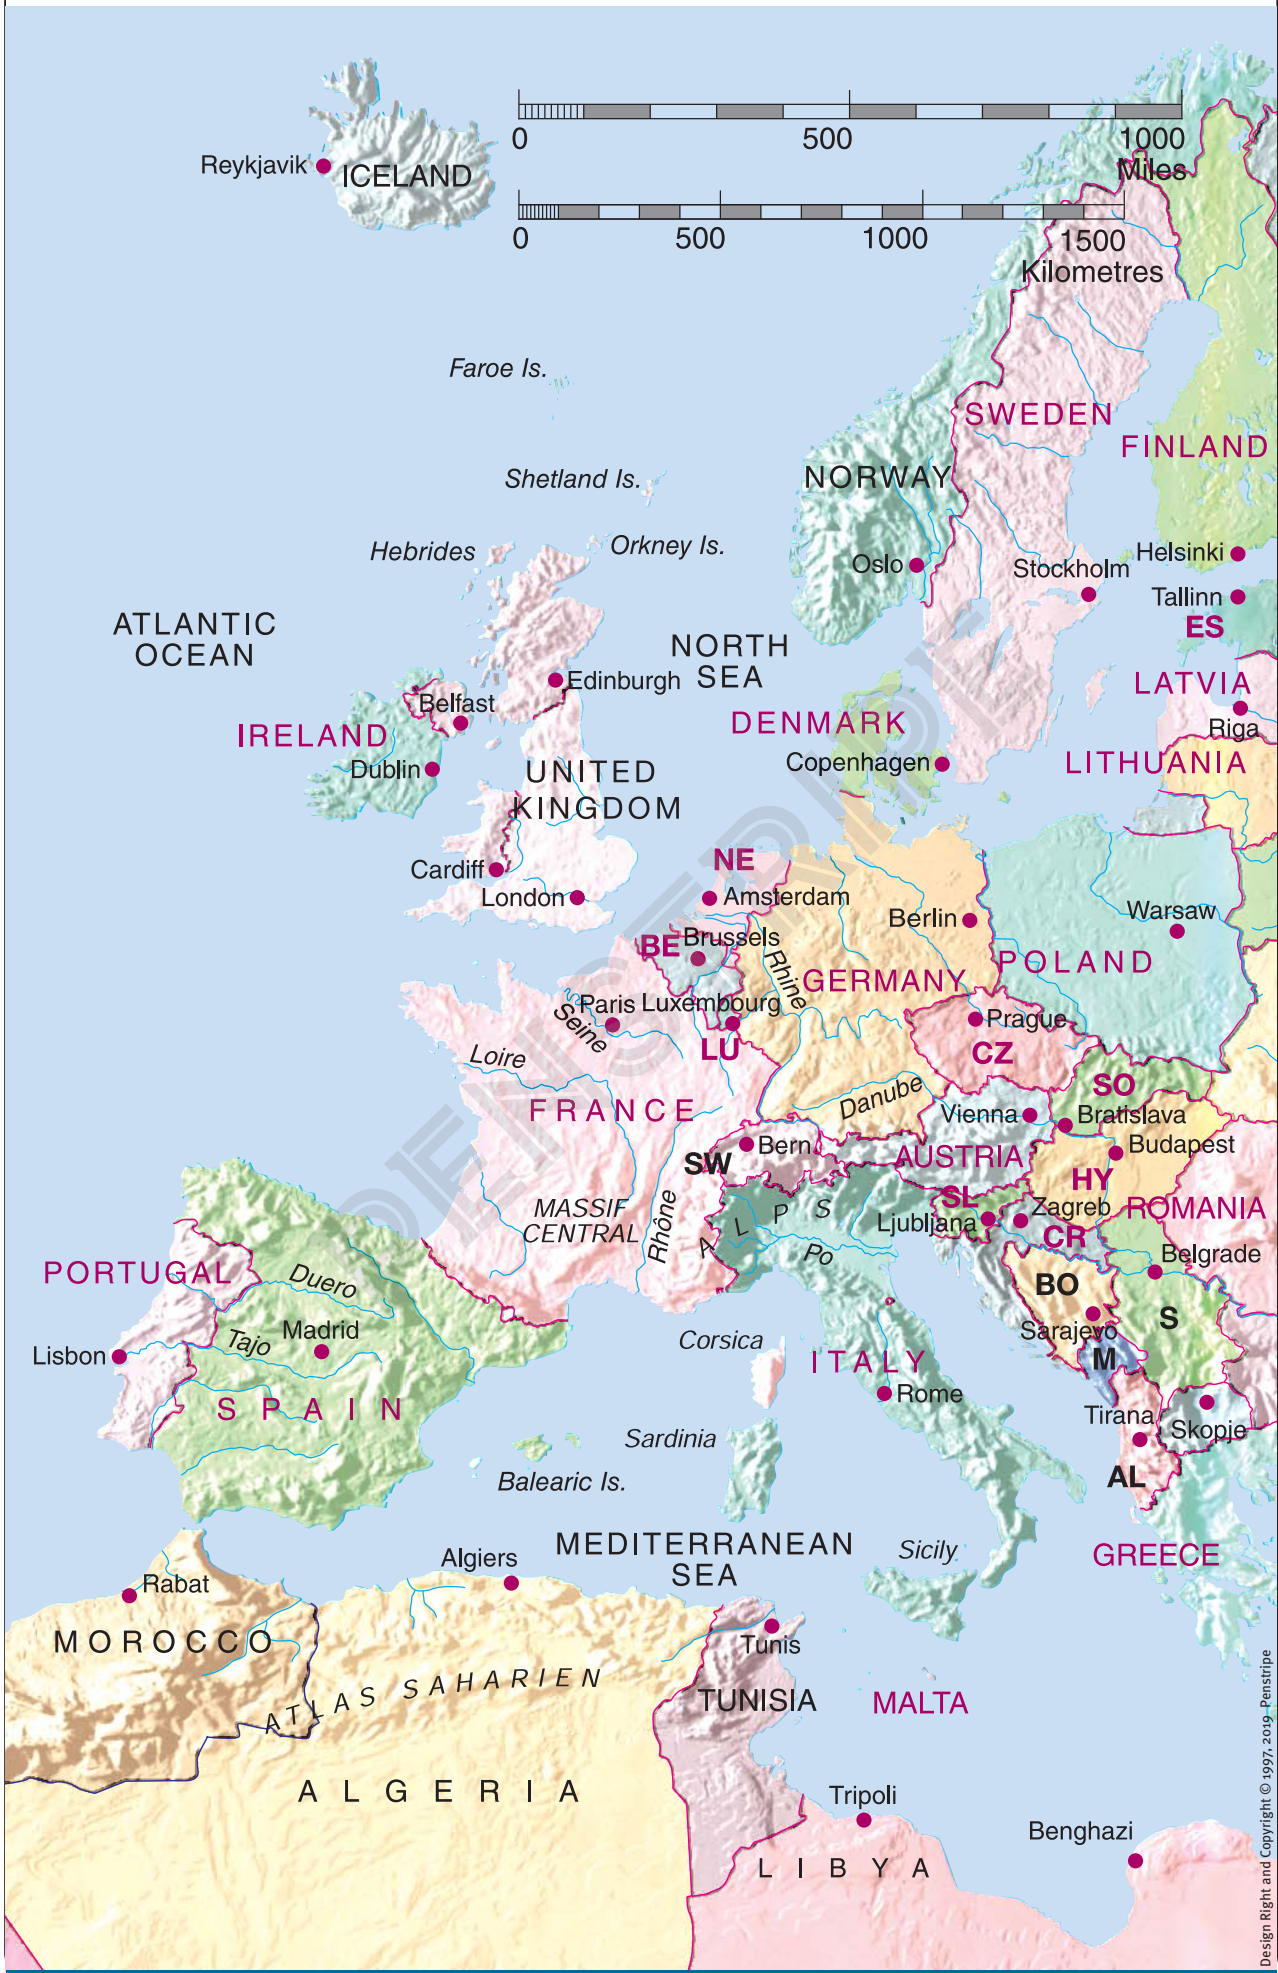 0
500
1000
Miles
Reykjavik
ICELAND
0
500
1000
1500
Kilometres
Faroe Is.
SWEDEN
FINLAND
Shetland Is.
NORWAY
Hebrides
Orkney Is.
Oslo
Stockholm
Helsinki
Tallinn
ES
ATLANTIC
OCEAN
NORTH
SEA
Edinburgh
LATVIA
Belfast
IRELAND
DENMARK
Riga
Dublin
UNITED
KINGDOM
Copenhagen
LITHUANIA
Cardiff
London
NE
Amsterdam
Berlin
Warsaw
BE
Brussels
Rhine
GERMANY
POLAND
Paris
Luxembourg
Seine
LU
Prague
CZ
Loire
FRANCE
Danube
SO
Vienna
Bratislava
Bern
SW
AUSTRIA
Budapest
HY
ROMANIA
MASSIF
CENTRAL
Rhône
ALPS
Po
SL
Ljubljana
Zagreb
CR
Belgrade
PORTUGAL
Duero
BO
Sarajevo
S
Lisbon
Tajo
Madrid
Corsica
ITALY
M
SPAIN
Rome
Tirana
Skopje
Sardinia
Balearic Is.
AL
MEDITERRANEAN
SEA
Sicily
GREECE
Algiers
Rabat
MOROCCO
Tunis
ATLAS SAHARIEN
TUNISIA
MALTA
ALGERIA
Tripoli
Benghazi
LIBYA
PENSTRIPE
Design Right and Copyright © 1997, 2019 Penstripe